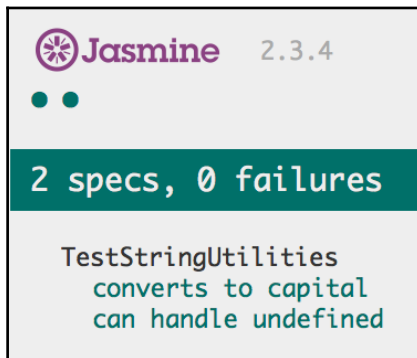 Jasmine 2.3.4
2 specs, 0 failures
TestStringUtilities
converts to capital
can handle undefined